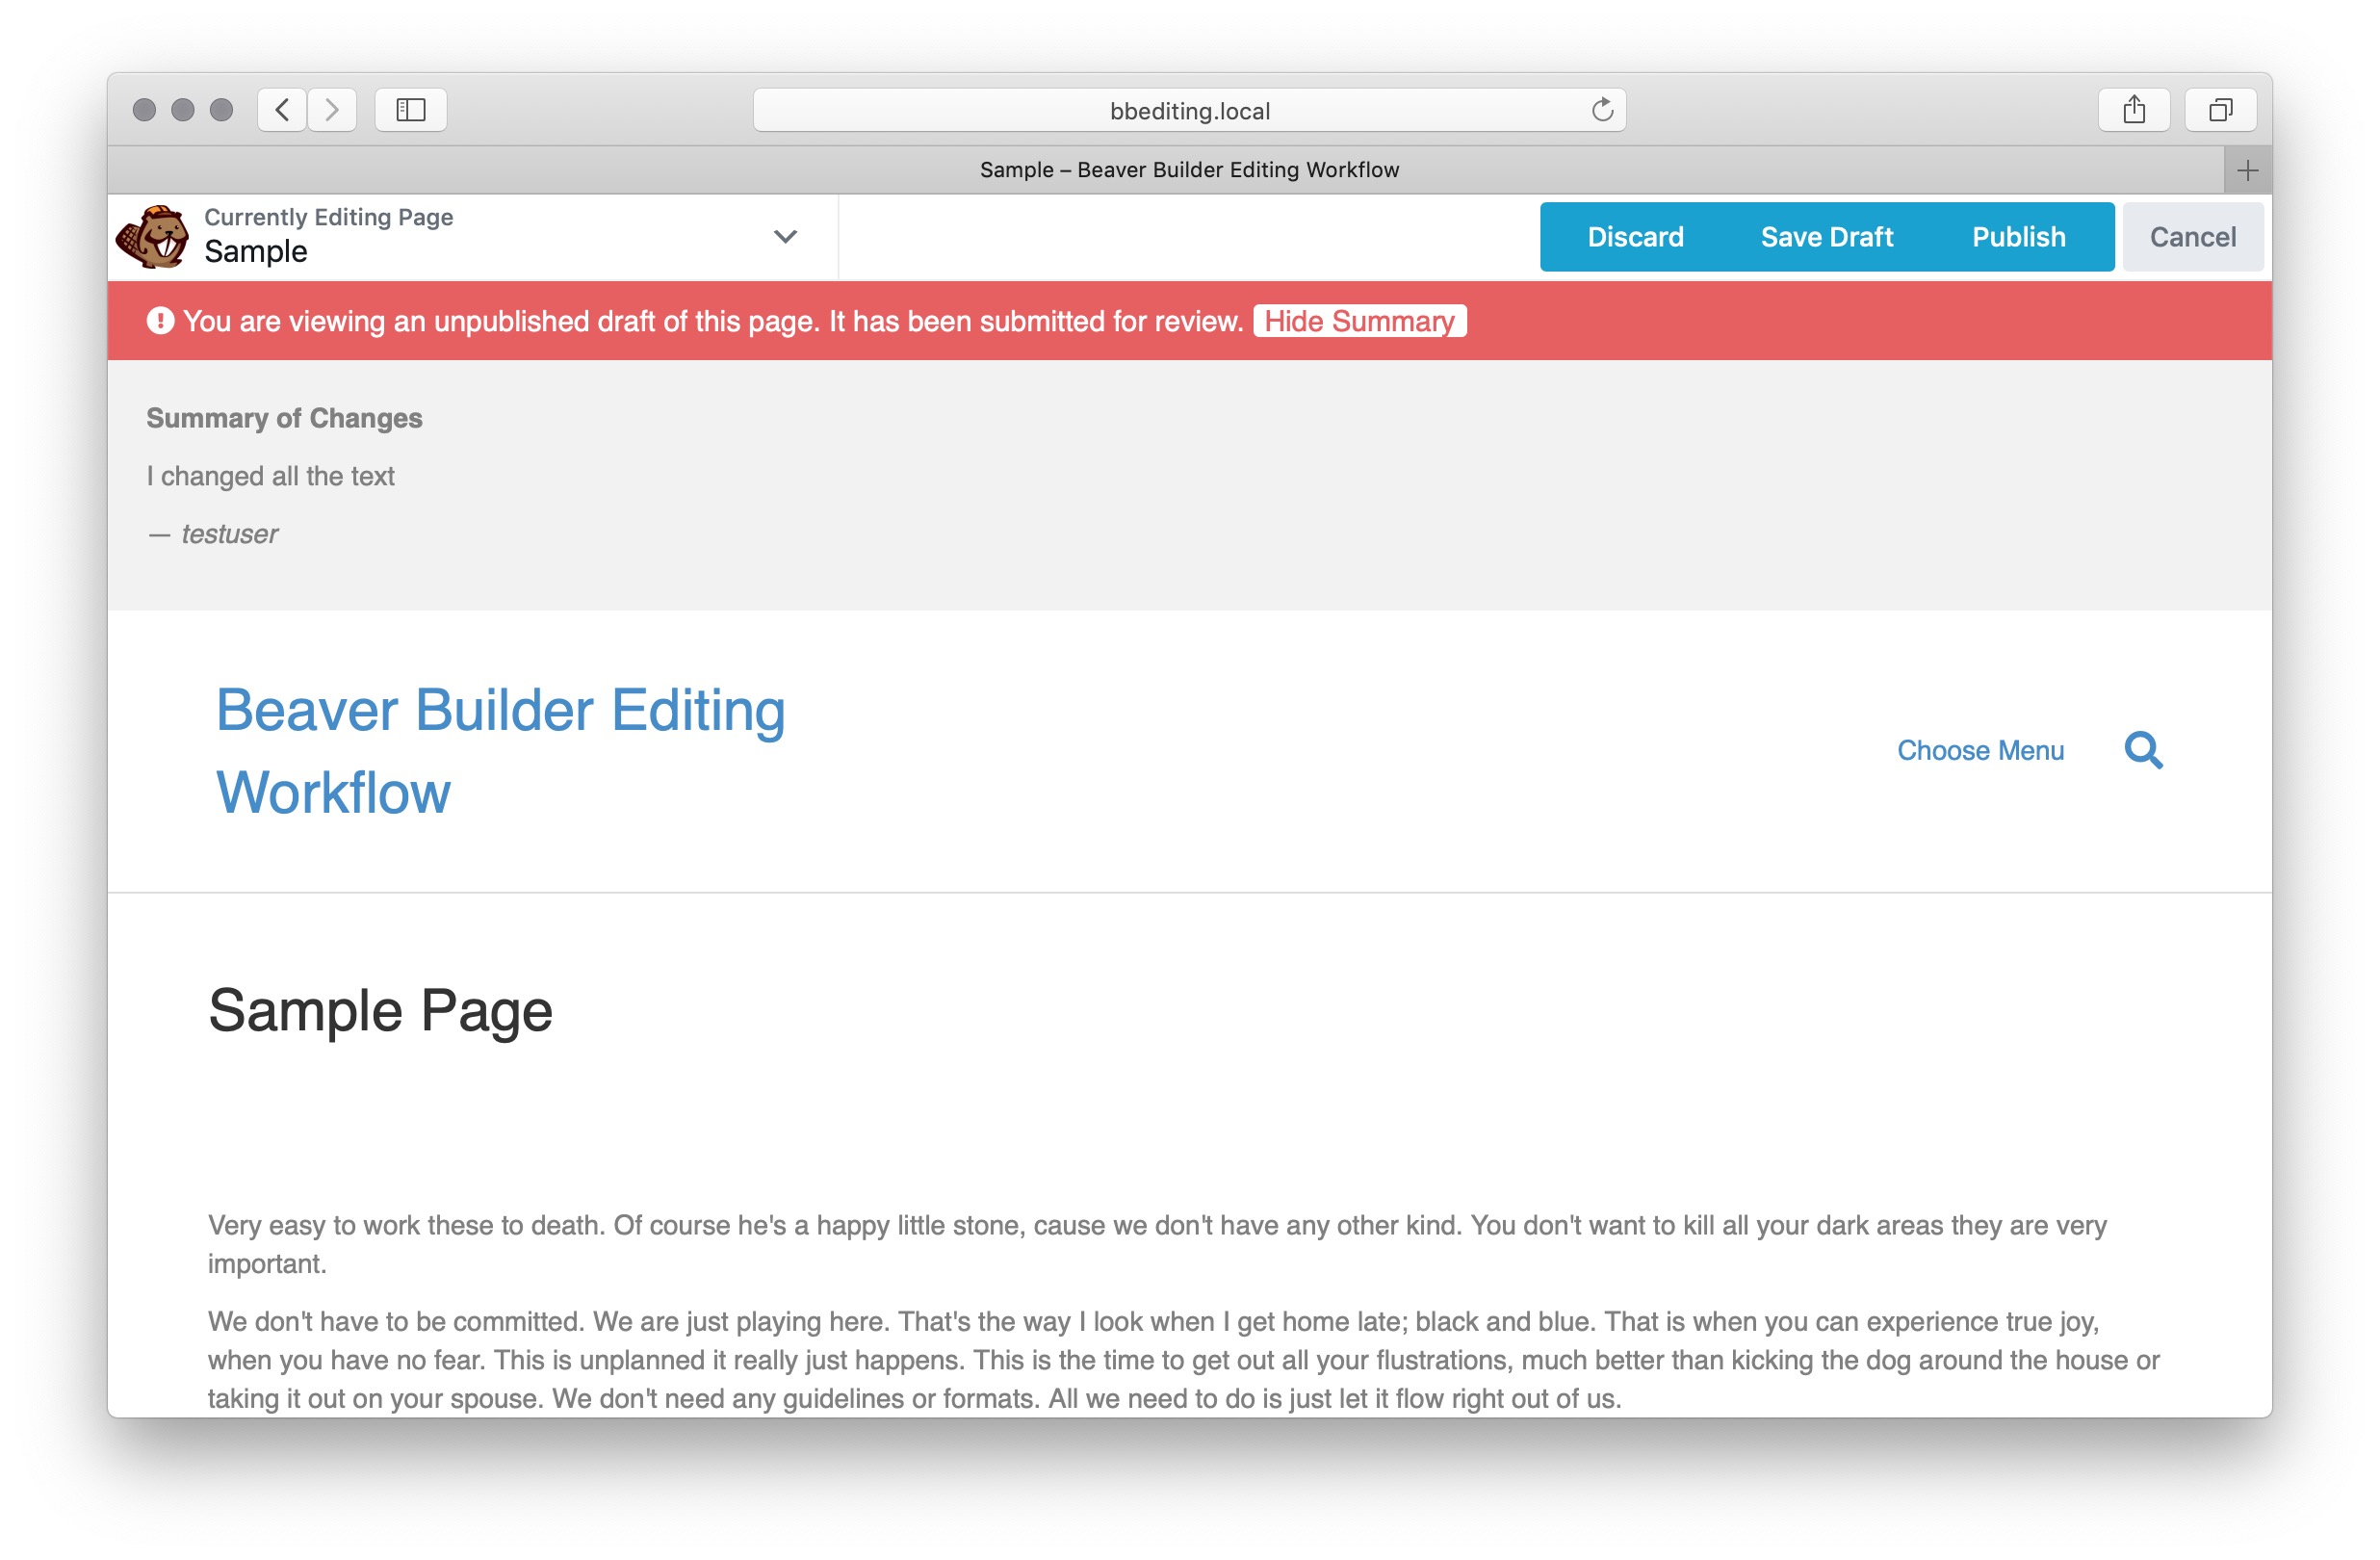 bbediting.local
Sample – Beaver Builder Editing Workflow
Currently Editing Page
Sample
Discard Save Draft Publish Cancel
You are viewing an unpublished draft of this page. It has been submitted for review. Hide Summary
Summary of Changes
I changed all the text
— testuser
Beaver Builder Editing
Workflow
Choose Menu
Sample Page
Very easy to work these to death. Of course he's a happy little stone, cause we don't have any other kind. You don't want to kill all your dark areas they are very
important.
We don't have to be committed. We are just playing here. That's the way I look when I get home late; black and blue. That is when you can experience true joy,
when you have no fear. This is unplanned it really just happens. This is the time to get out all your flustrations, much better than kicking the dog around the house or
taking it out on your spouse. We don't need any guidelines or formats. All we need to do is just let it flow right out of us.